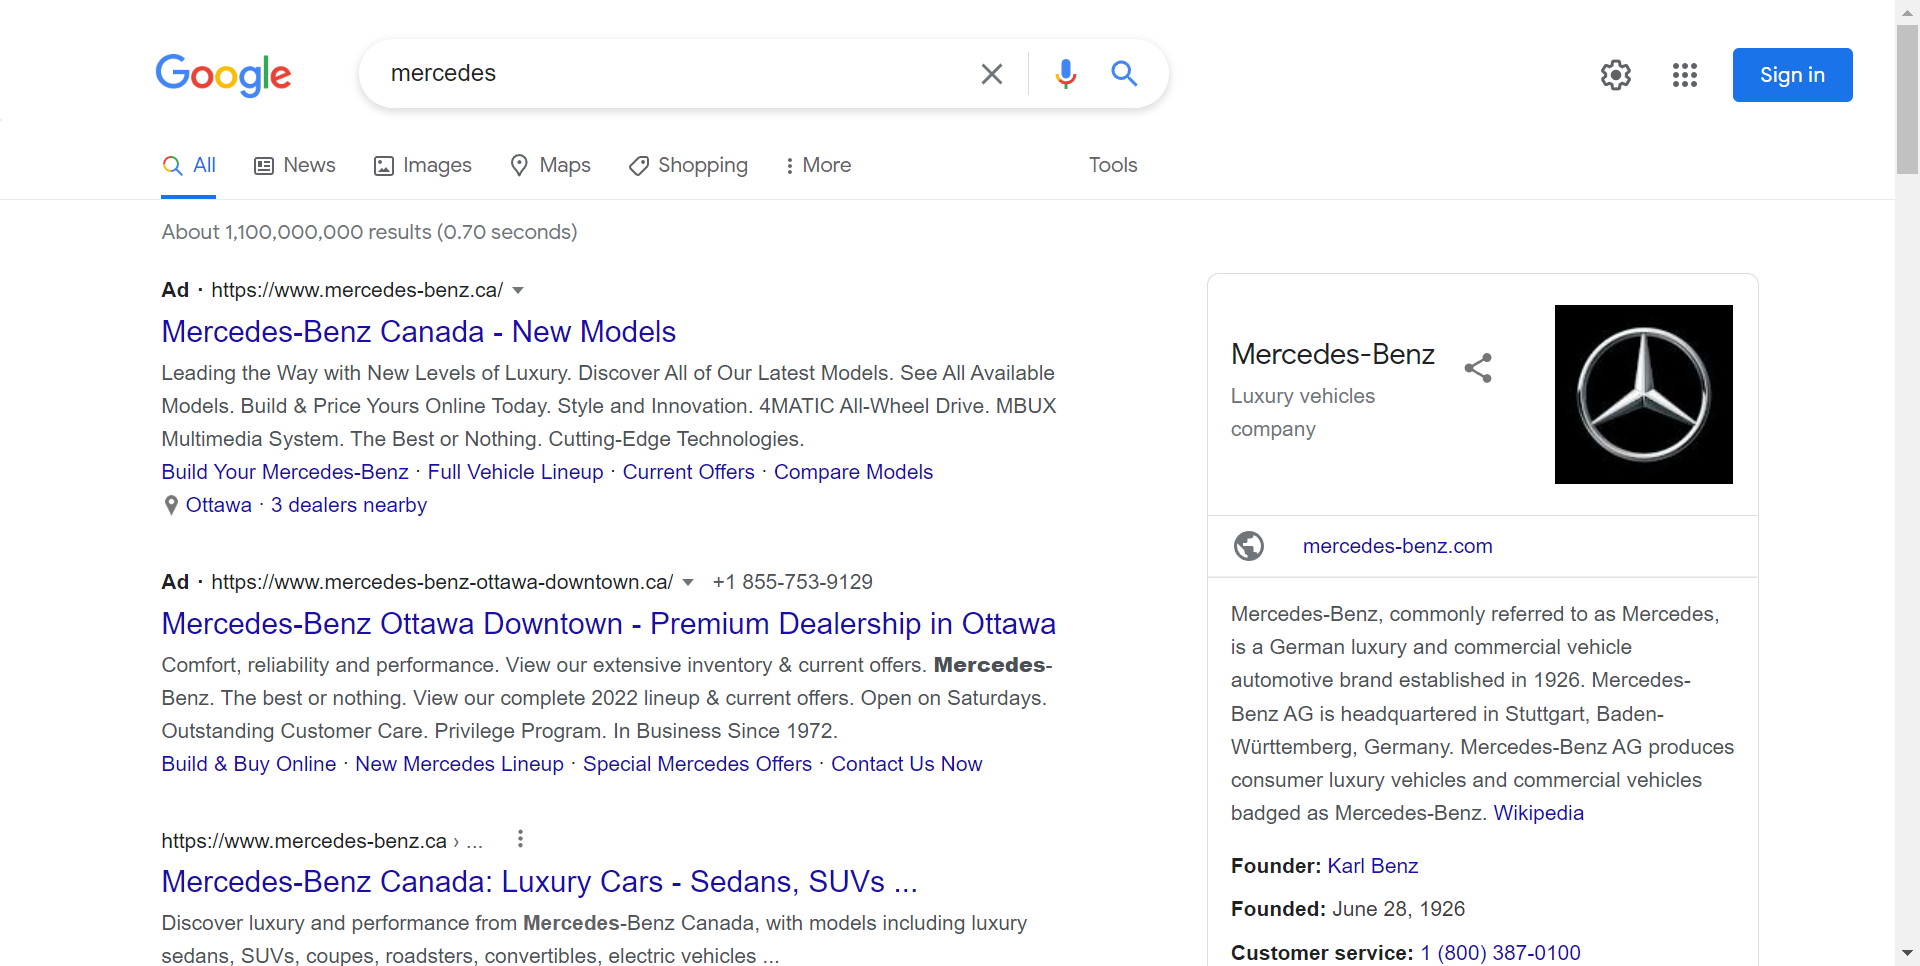 Google
mercedes
Sign in
All
News
Images
Maps
Shopping
More
Tools
About 1,100,000,000 results (0.70 seconds)
Ad · https://www.mercedes-benz.ca/
Mercedes-Benz Canada - New Models
Leading the Way with New Levels of Luxury. Discover All of Our Latest Models. See All Available
Models. Build & Price Yours Online Today. Style and Innovation. 4MATIC All-Wheel Drive. MBUX
Multimedia System. The Best or Nothing. Cutting-Edge Technologies.
Build Your Mercedes-Benz · Full Vehicle Lineup · Current Offers · Compare Models
Ottawa · 3 dealers nearby
Ad · https://www.mercedes-benz-ottawa-downtown.ca/ +1 855-753-9129
Mercedes-Benz Ottawa Downtown - Premium Dealership in Ottawa
Comfort, reliability and performance. View our extensive inventory & current offers. Mercedes-
Benz. The best or nothing. View our complete 2022 lineup & current offers. Open on Saturdays.
Outstanding Customer Care. Privilege Program. In Business Since 1972.
Build & Buy Online · New Mercedes Lineup · Special Mercedes Offers · Contact Us Now
https://www.mercedes-benz.ca › ...
Mercedes-Benz Canada: Luxury Cars - Sedans, SUVs ...
Discover luxury and performance from Mercedes-Benz Canada, with models including luxury
sedans, SUVs, coupes, roadsters, convertibles, electric vehicles ...
Mercedes-Benz
Luxury vehicles
company
mercedes-benz.com
Mercedes-Benz, commonly referred to as Mercedes,
is a German luxury and commercial vehicle
automotive brand established in 1926. Mercedes-
Benz AG is headquartered in Stuttgart, Baden-
Württemberg, Germany. Mercedes-Benz AG produces
consumer luxury vehicles and commercial vehicles
badged as Mercedes-Benz. Wikipedia
Founder: Karl Benz
Founded: June 28, 1926
Customer service: 1 (800) 387-0100